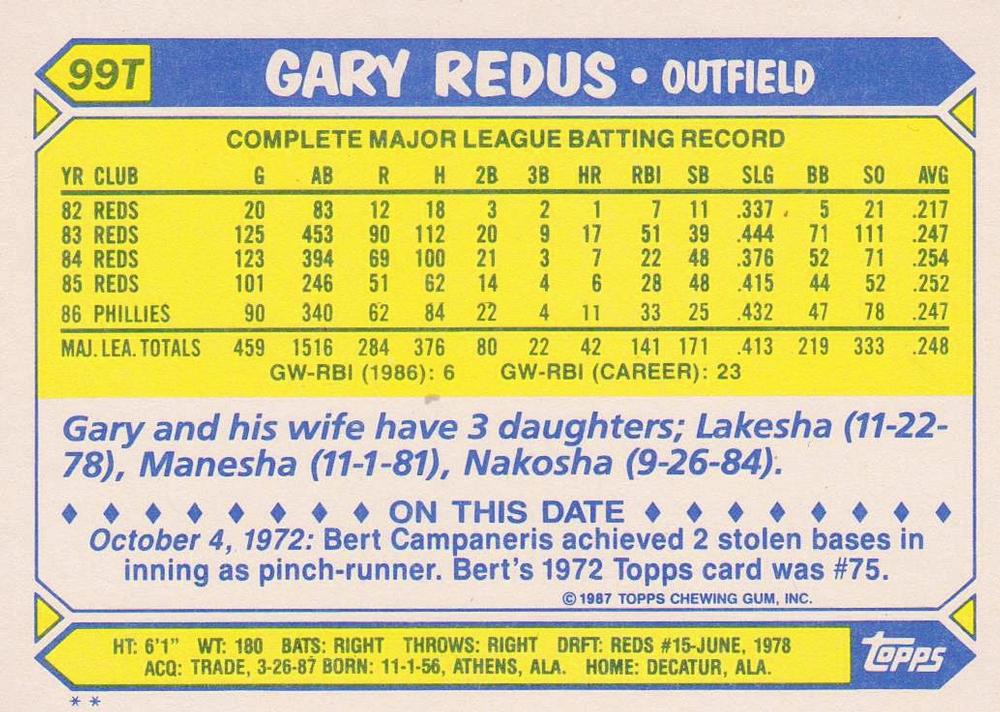 99T
GARY REDUS • OUTFIELD
COMPLETE MAJOR LEAGUE BATTING RECORD
YR CLUB G AB R H 2B 3B HR RBI SB SLG BB SO AVG
82 REDS 20 83 12 18 3 2 1 7 11 .337 5 21 .217
83 REDS 125 453 90 112 20 9 17 51 39 .444 71 111 .247
84 REDS 123 394 69 100 21 3 7 22 48 .376 52 71 .254
85 REDS 101 246 51 62 14 4 6 28 48 .415 44 52 .252
86 PHILLIES 90 340 62 84 22 4 11 33 25 .432 47 78 .247
MAJ. LEA. TOTALS 459 1516 284 376 80 22 42 141 171 .413 219 333 .248
GW-RBI (1986): 6 GW-RBI (CAREER): 23
Gary and his wife have 3 daughters; Lakesha (11-22-
78), Manesha (11-1-81), Nakosha (9-26-84).
ON THIS DATE
October 4, 1972: Bert Campaneris achieved 2 stolen bases in
inning as pinch-runner. Bert's 1972 Topps card was #75.
© 1987 TOPPS CHEWING GUM, INC.
HT: 6'1" WT: 180 BATS: RIGHT THROWS: RIGHT DRFT: REDS #15-JUNE, 1978
ACQ: TRADE, 3-26-87 BORN: 11-1-56, ATHENS, ALA. HOME: DECATUR, ALA.
topps
* *